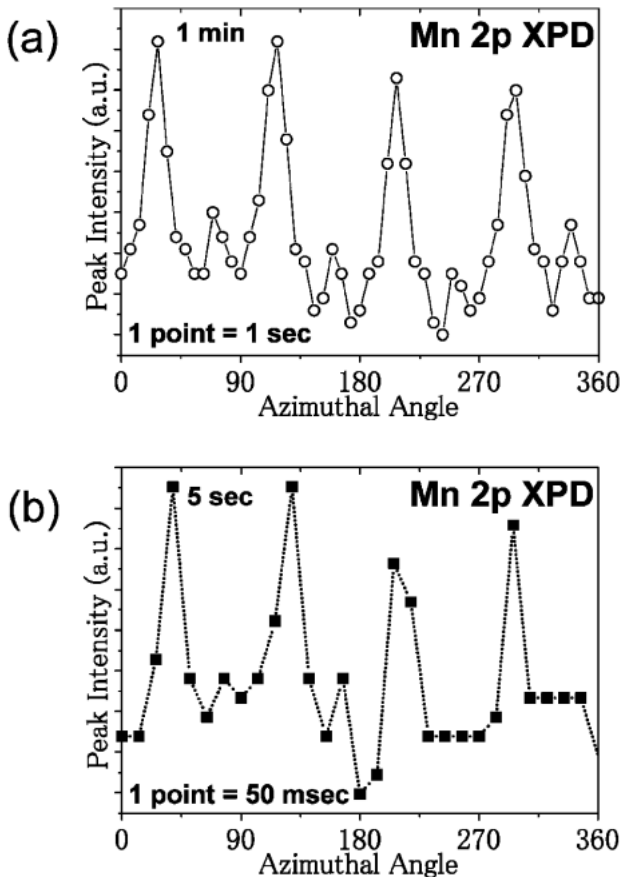 (a)
1 min
Mn 2p XPD
Peak Intensity (a.u.)
1 point = 1 sec
0 90 180 270 360
Azimuthal Angle
(b)
5 sec
Mn 2p XPD
Peak Intensity (a.u.)
1 point = 50 msec
0 90 180 270 360
Azimuthal Angle